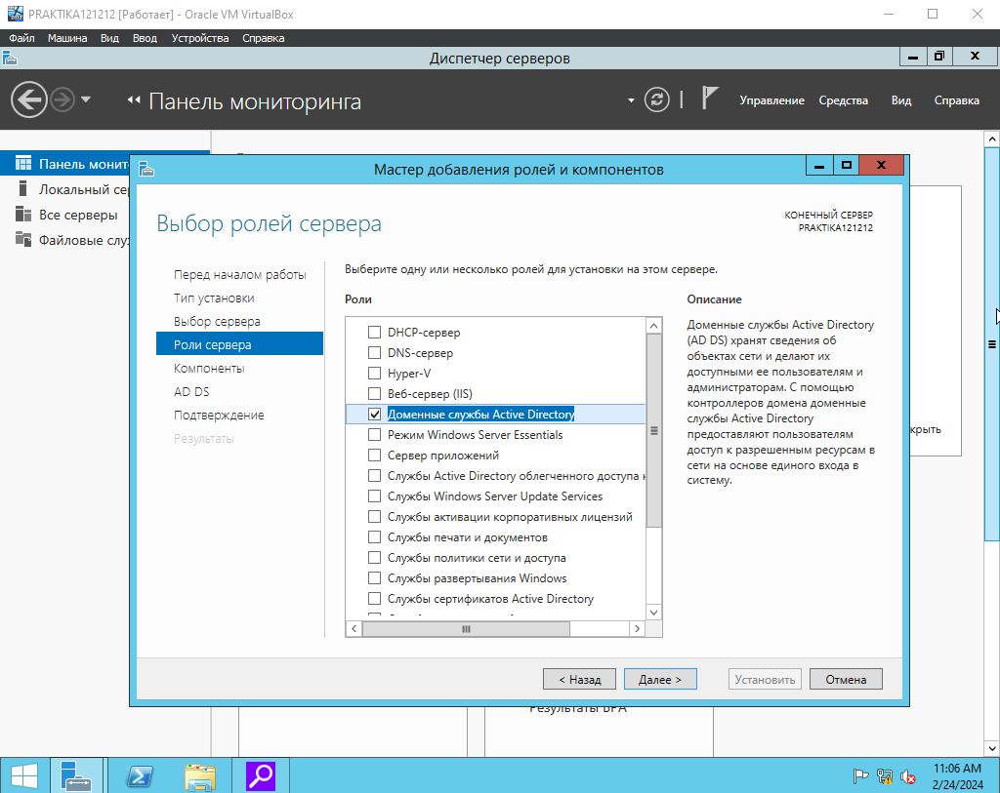 PRAKTIKA121212 [Работает] - Oracle VM VirtualBox
Файл Машина Вид Ввод Устройства Справка
Диспетчер серверов
Панель мониторинга
Управление Средства Вид Справка
Панель монит
Локальный сер
Все серверы
Файловые служ
Мастер добавления ролей и компонентов
Выбор ролей сервера
КОНЕЧНЫЙ СЕРВЕР
PRAKTIKA121212
Перед началом работы
Тип установки
Выбор сервера
Роли сервера
Компоненты
AD DS
Подтверждение
Результаты
Выберите одну или несколько ролей для установки на этом сервере.
Роли
DHCP-сервер
DNS-сервер
Hyper-V
Веб-сервер (IIS)
Доменные службы Active Directory
Режим Windows Server Essentials
Сервер приложений
Службы Active Directory облегченного доступа к
Службы Windows Server Update Services
Службы активации корпоративных лицензий
Службы печати и документов
Службы политики сети и доступа
Службы развертывания Windows
Службы сертификатов Active Directory
Описание
Доменные службы Active Directory
(AD DS) хранят сведения об
объектах сети и делают их
доступными ее пользователям и
администраторам. С помощью
контроллеров домена доменные
службы Active Directory
предоставляют пользователям
доступ к разрешенным ресурсам в
сети на основе единого входа в
систему.
крыть
< Назад Далее > Установить Отмена
Результаты BPA
11:06 AM
2/24/2024